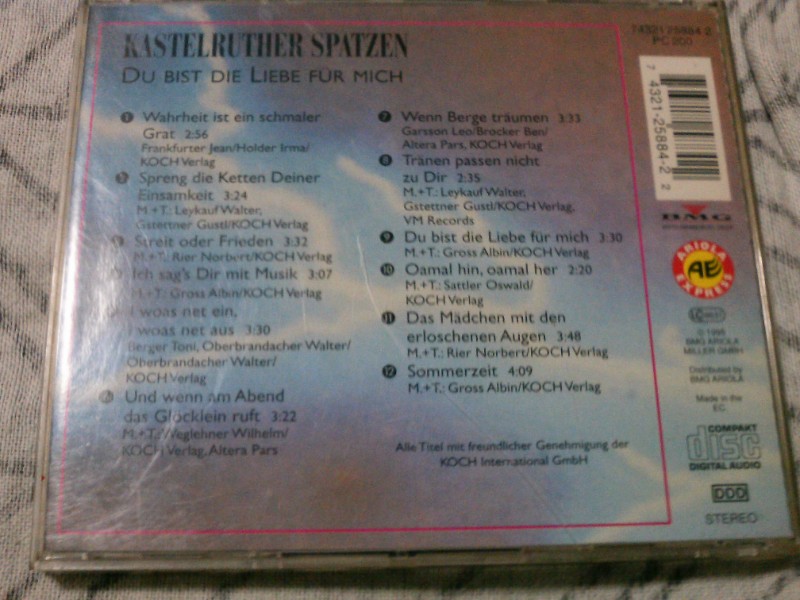 KASTELRUTHER SPATZEN
DU BIST DIE LIEBE FÜR MICH
1 Wahrheit ist ein schmaler
Grat 2:56
Frankfurter Jean/Holder Irma/
KOCH Verlag
Spreng die Ketten Deiner
Einsamkeit 3:24
M.+T.: Leykauf Walter,
Gstettner Gustl/KOCH Verlag
Streit oder Frieden 3:32
M.+T.: Rier Norbert/KOCH Verlag
Ich sag's Dir mit Musik 3:07
M.+T.: Gross Albin/KOCH Verlag
I woas net ein,
I woas net aus 3:30
Berger Toni, Oberbrandacher Walter/
Oberbrandacher Walter/
KOCH Verlag
Und wenn am Abend
das Glöcklein ruft 3:22
M.+T.: Weglehner Wilhelm/
KOCH Verlag, Altera Pars
7 Wenn Berge träumen 3:33
Garsson Leo/Brocker Ben/
Altera Pars, KOCH Verlag
8 Tränen passen nicht
zu Dir 2:35
M.+T.: Leykauf Walter,
Gstettner Gustl/KOCH Verlag,
VM Records
9 Du bist die Liebe für mich 3:30
M.+T.: Gross Albin/KOCH Verlag
10 Oamal hin, oamal her 2:20
M.+T.: Sattler Oswald/
KOCH Verlag
11 Das Mädchen mit den
erloschenen Augen 3:48
M.+T.: Rier Norbert/KOCH Verlag
12 Sommerzeit 4:09
M.+T.: Gross Albin/KOCH Verlag
Alle Titel mit freundlicher Genehmigung der
KOCH International GmbH
74321 25884 2
PC 200
7 4321-25884-2 2
BMG
ARIOLA
AE
EXPRESS
BMG ARIOLA
MILLER GMBH
Distributed by
BMG ARIOLA
Made in the
EC
COMPACT
disc
DIGITAL AUDIO
DDD
STEREO